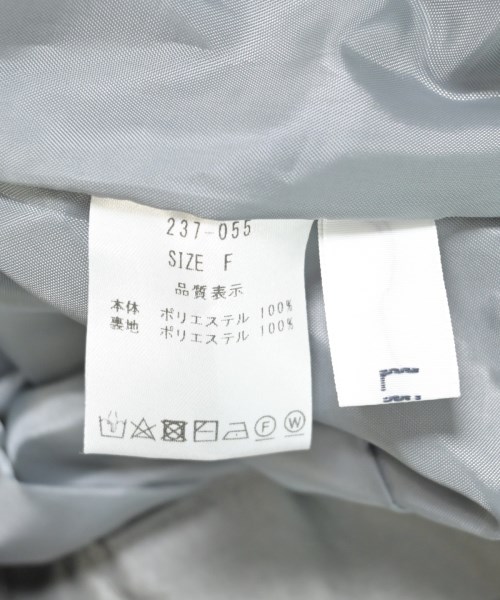 237-055
SIZE F
品質表示
本体 ポリエステル 100%
裏地 ポリエステル 100%
F W